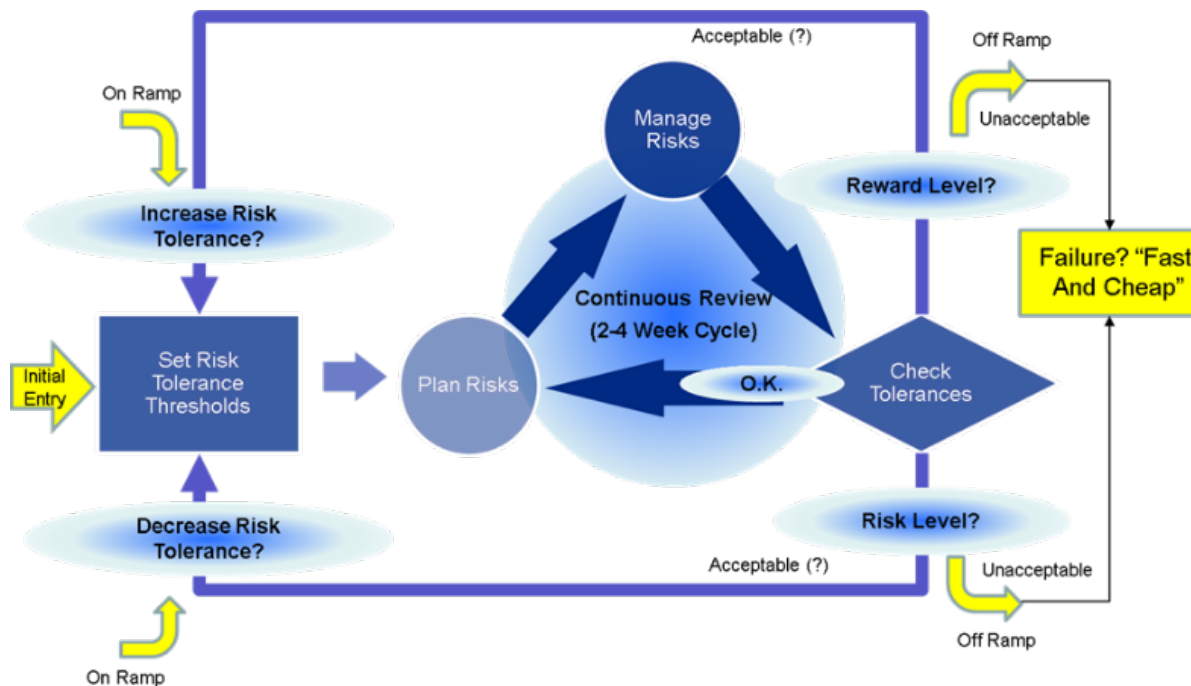 Acceptable (?)
Off Ramp
On Ramp
Manage
Risks
Unacceptable
Reward Level?
Increase Risk
Tolerance?
Failure? “Fast
And Cheap”
Continuous Review
(2-4 Week Cycle)
Initial
Entry
Set Risk
Tolerance
Thresholds
Plan Risks
O.K.
Check
Tolerances
Decrease Risk
Tolerance?
Risk Level?
Acceptable (?)
Unacceptable
Off Ramp
On Ramp